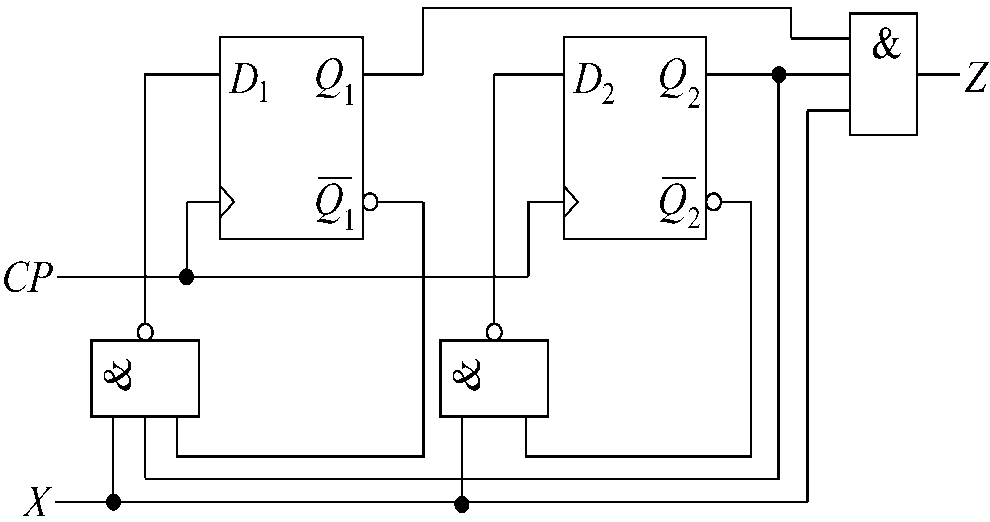 &
D₁ Q₁ D₂ Q₂ Z
Q̅₁ Q̅₂
CP
& &
X